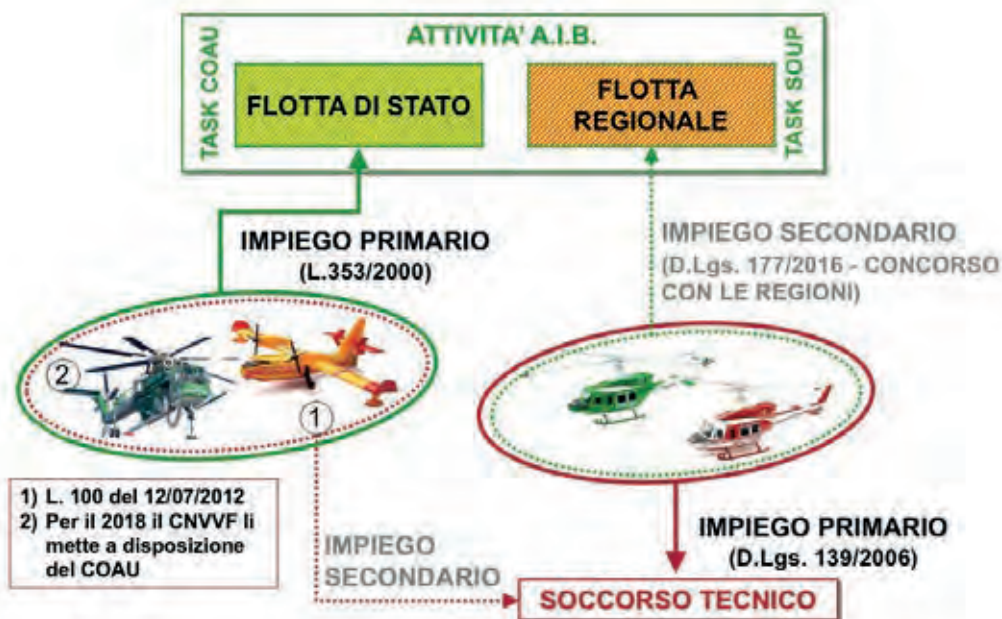 ATTIVITA' A.I.B.
TASK COAU
FLOTTA DI STATO
FLOTTA
REGIONALE
TASK SOUP
IMPIEGO PRIMARIO
(L.353/2000)
IMPIEGO SECONDARIO
(D.Lgs. 177/2016 - CONCORSO
CON LE REGIONI)
2
1
1) L. 100 del 12/07/2012
2) Per il 2018 il CNVVF li
mette a disposizione
del COAU
IMPIEGO
SECONDARIO
IMPIEGO PRIMARIO
(D.Lgs. 139/2006)
SOCCORSO TECNICO